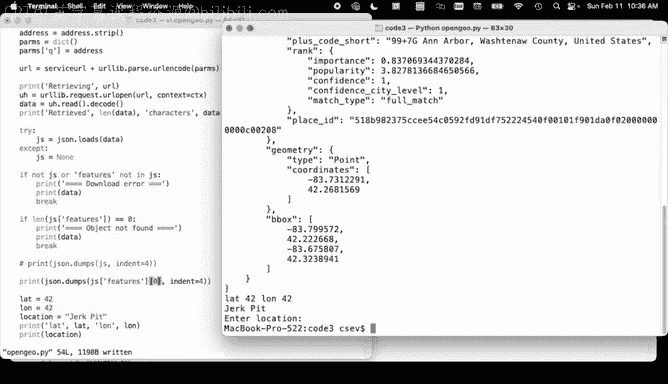 Terminal Shell Edit View Window Help
Sun Feb 11 10:36 AM
code3 — vi opengeo.py
address = address.strip()
parms = dict()
parms['q'] = address
url = serviceurl + urllib.parse.urlencode(parms)
print('Retrieving', url)
uh = urllib.request.urlopen(url, context=ctx)
data = uh.read().decode()
print('Retrieved', len(data), 'characters', data
try:
js = json.loads(data)
except:
js = None
if not js or 'features' not in js:
print('==== Download error ===')
print(data)
break
if len(js['features']) == 0:
print('==== Object not found ====')
print(data)
break
# print(json.dumps(js, indent=4))
print(json.dumps(js['features'][0], indent=4))
lat = 42
lon = 42
location = "Jerk Pit"
print('lat', lat, 'lon', lon)
print(location)
"opengeo.py" 54L, 1198B written
code3 — Python opengeo.py — 83x30
"plus_code_short": "99+7G Ann Arbor, Washtenaw County, United States",
"rank": {
"importance": 0.837069344370284,
"popularity": 3.8278136684650566,
"confidence": 1,
"confidence_city_level": 1,
"match_type": "full_match"
},
"place_id": "518b982375ccee54c0592fd91df752224540f00101f901da0f02000000
0000c00208"
},
"geometry": {
"type": "Point",
"coordinates": [
-83.7312291,
42.2681569
]
},
"bbox": [
-83.799572,
42.222668,
-83.675807,
42.3238941
]
}
]
lat 42 lon 42
Jerk Pit
Enter location:
MacBook-Pro-522:code3 csev$